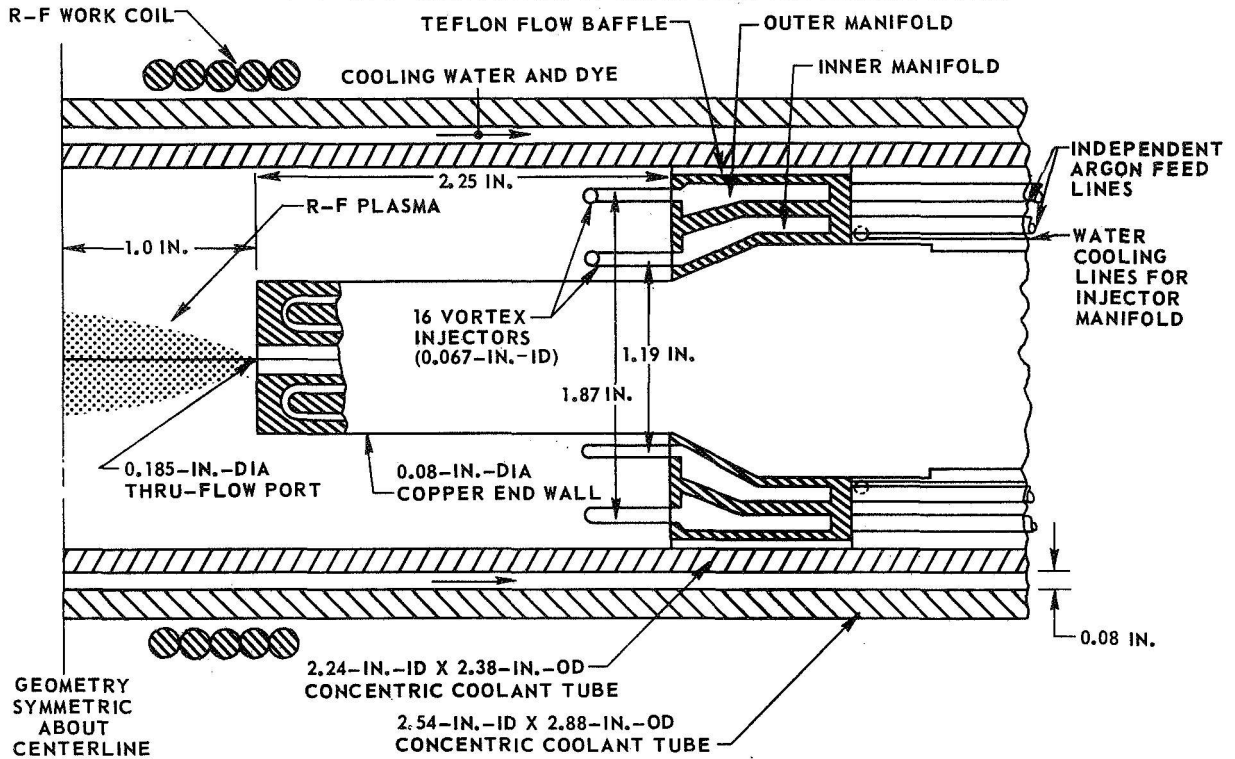 R-F WORK COIL
TEFLON FLOW BAFFLE
OUTER MANIFOLD
COOLING WATER AND DYE
INNER MANIFOLD
2.25 IN.
INDEPENDENT
ARGON FEED
LINES
R-F PLASMA
1.0 IN.
WATER
COOLING
LINES FOR
INJECTOR
MANIFOLD
16 VORTEX
INJECTORS
(0.067-IN.-ID)
1.19 IN.
1.87 IN.
0.185-IN.-DIA
THRU-FLOW PORT
0.08-IN.-DIA
COPPER END WALL
0.08 IN.
2.24-IN.-ID X 2.38-IN.-OD
CONCENTRIC COOLANT TUBE
GEOMETRY
SYMMETRIC
ABOUT
CENTERLINE
2.54-IN.-ID X 2.88-IN.-OD
CONCENTRIC COOLANT TUBE